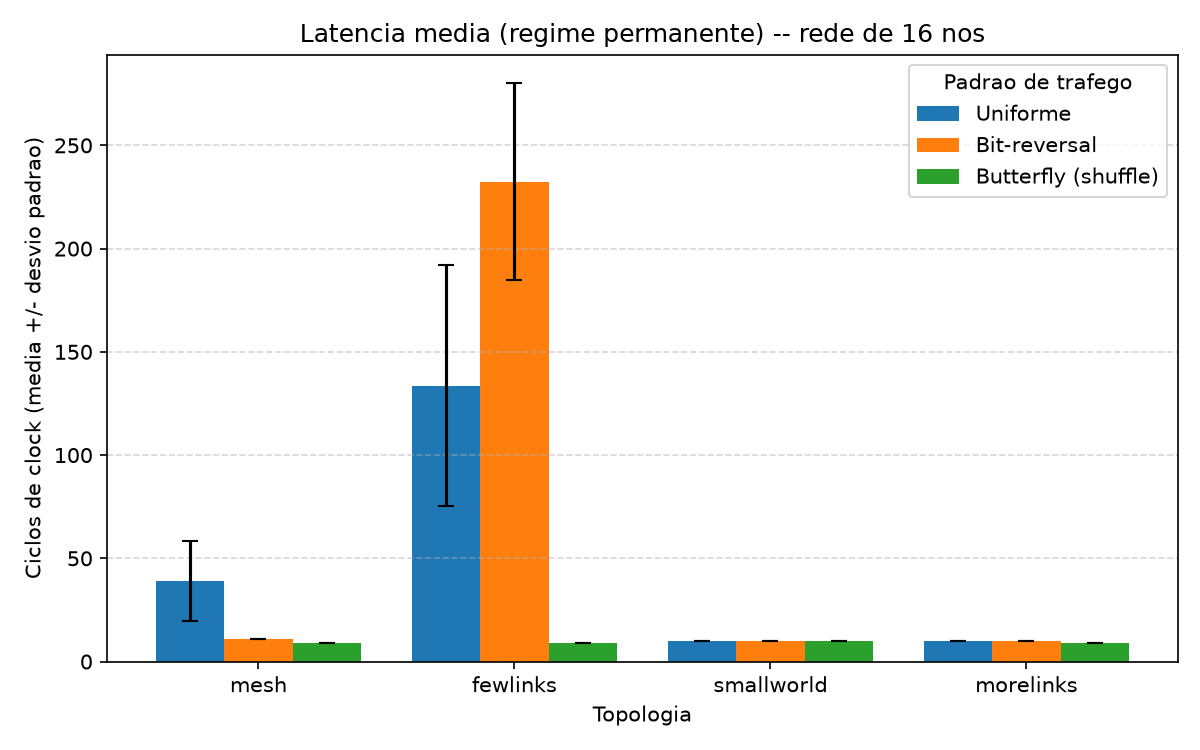 Latencia media (regime permanente) -- rede de 16 nos
Padrao de trafego
Uniforme
Bit-reversal
Butterfly (shuffle)
Ciclos de clock (media +/- desvio padrao)
250
200
150
100
50
0
mesh
fewlinks
smallworld
morelinks
Topologia